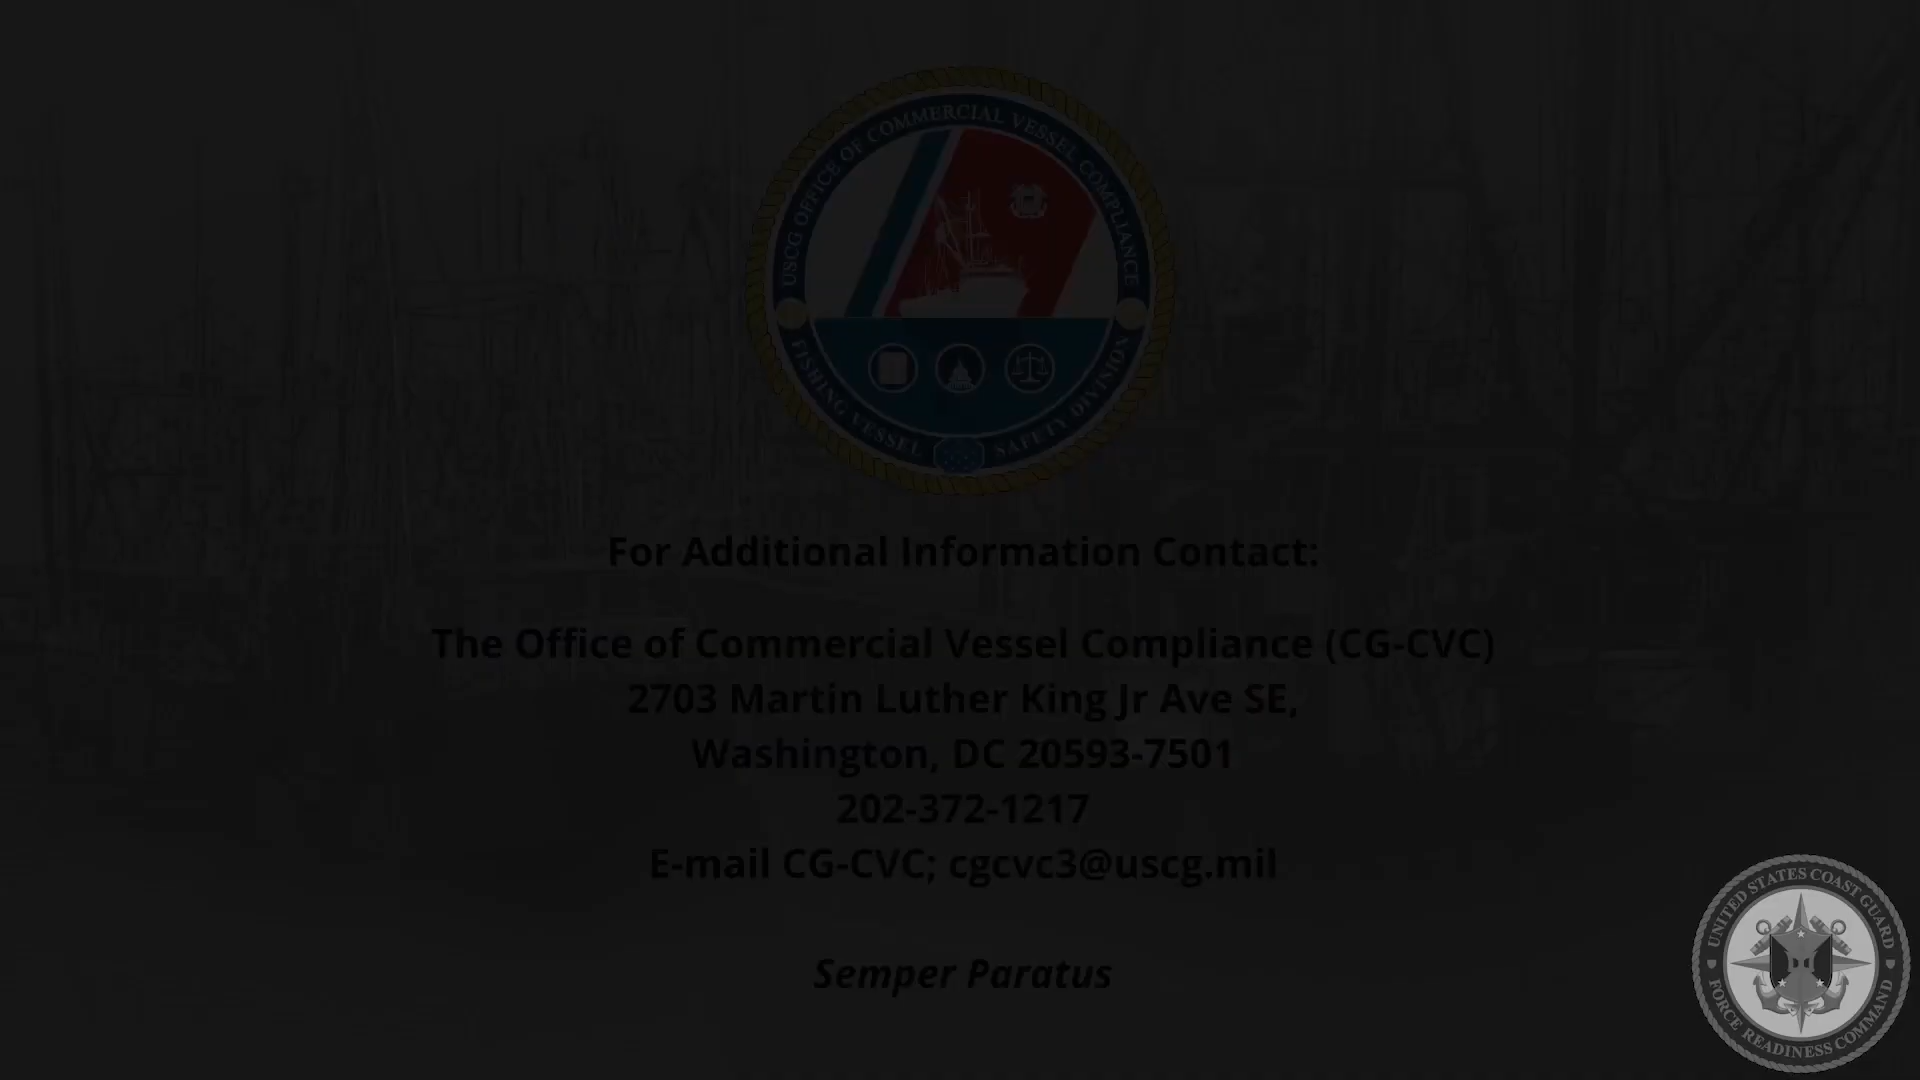 USCG OFFICE OF COMMERCIAL VESSEL COMPLIANCE
FISHING VESSEL SAFETY DIVISION
For Additional Information Contact:
The Office of Commercial Vessel Compliance (CG-CVC)
2703 Martin Luther King Jr Ave SE,
Washington, DC 20593-7501
202-372-1217
E-mail CG-CVC; cgcvc3@uscg.mil
Semper Paratus
UNITED STATES COAST GUARD
FORCE READINESS COMMAND